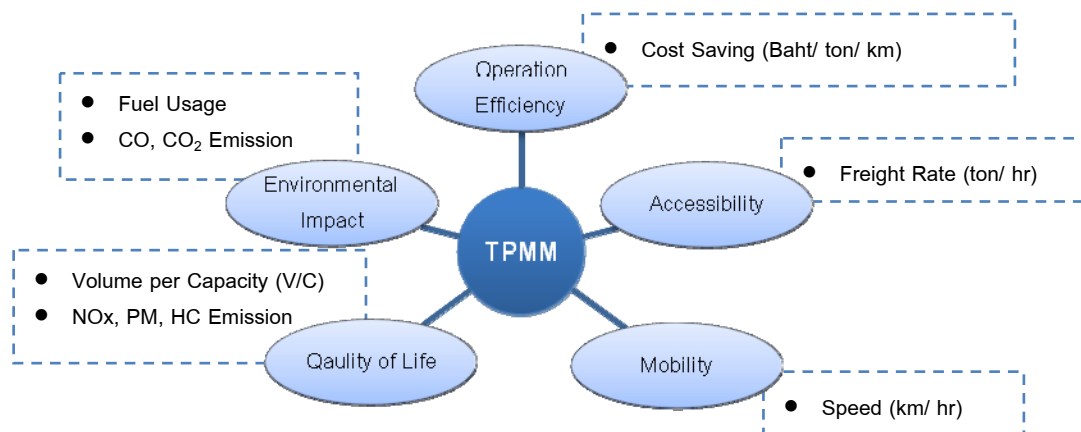 Operation
Efficiency
● Cost Saving (Baht/ ton/ km)
● Fuel Usage
● CO, CO₂ Emission
Environmental
Impact
Accessibility
● Freight Rate (ton/ hr)
TPMM
● Volume per Capacity (V/C)
● NOx, PM, HC Emission
Qaulity of Life
Mobility
● Speed (km/ hr)